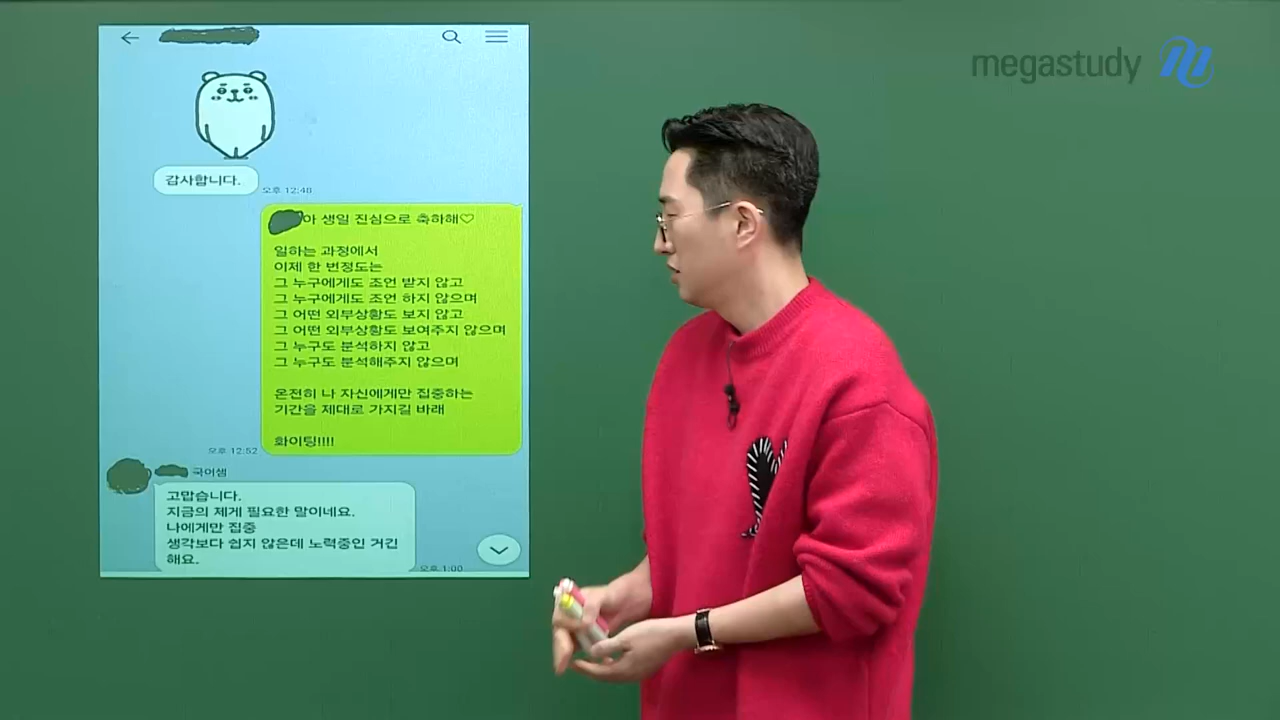 megastudy
감사합니다.
오후 12:48
아 생일 진심으로 축하해♡
일하는 과정에서
이제 한 번정도는
그 누구에게도 조언 받지 않고
그 누구에게도 조언 하지 않으며
그 어떤 외부상황도 보지 않고
그 어떤 외부상황도 보여주지 않으며
그 누구도 분석하지 않고
그 누구도 분석해주지 않으며
온전히 나 자신에게만 집중하는
기간을 제대로 가지길 바래
화이팅!!!!
오후 12:52
국어쌤
고맙습니다.
지금의 제게 필요한 말이네요.
나에게만 집중
생각보다 쉽지 않은데 노력중인 거긴
해요.
오후 1:00